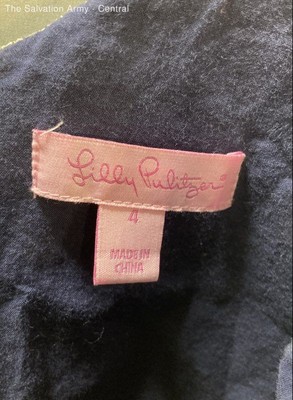 The Salvation Army - Central
Lilly Pulitzer®
4
MADE IN
CHINA